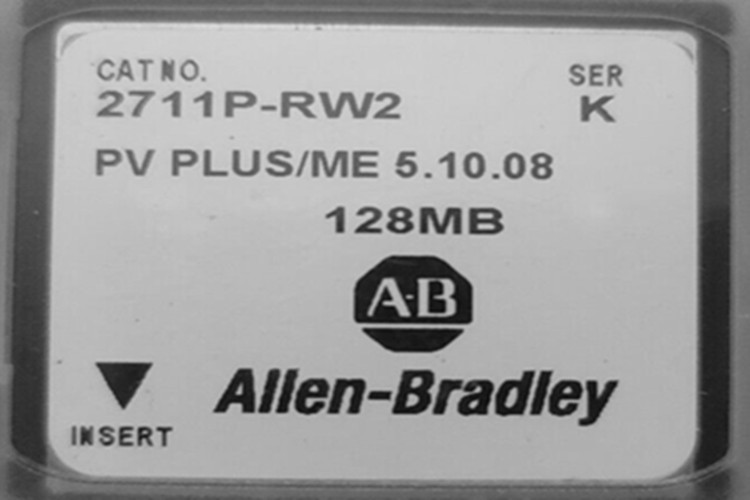 CAT NO.
SER
2711P-RW2
K
PV PLUS/ME 5.10.08
128MB
A-B
Allen-Bradley
INSERT